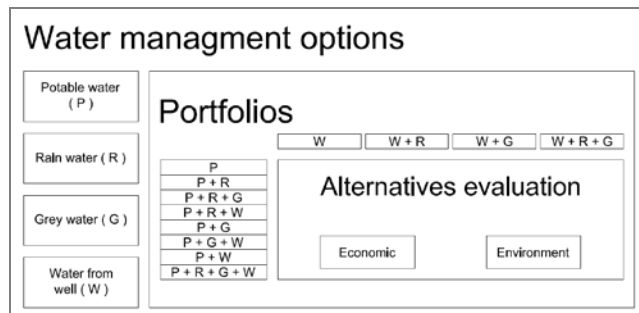 Water managment options
Potable water
( P )
Rain water ( R )
Grey water ( G )
Water from
well ( W )
Portfolios
W
W + R
W + G
W + R + G
P
P + R
P + R + G
P + R + W
P + G
P + G + W
P + W
P + R + G + W
Alternatives evaluation
Economic
Environment